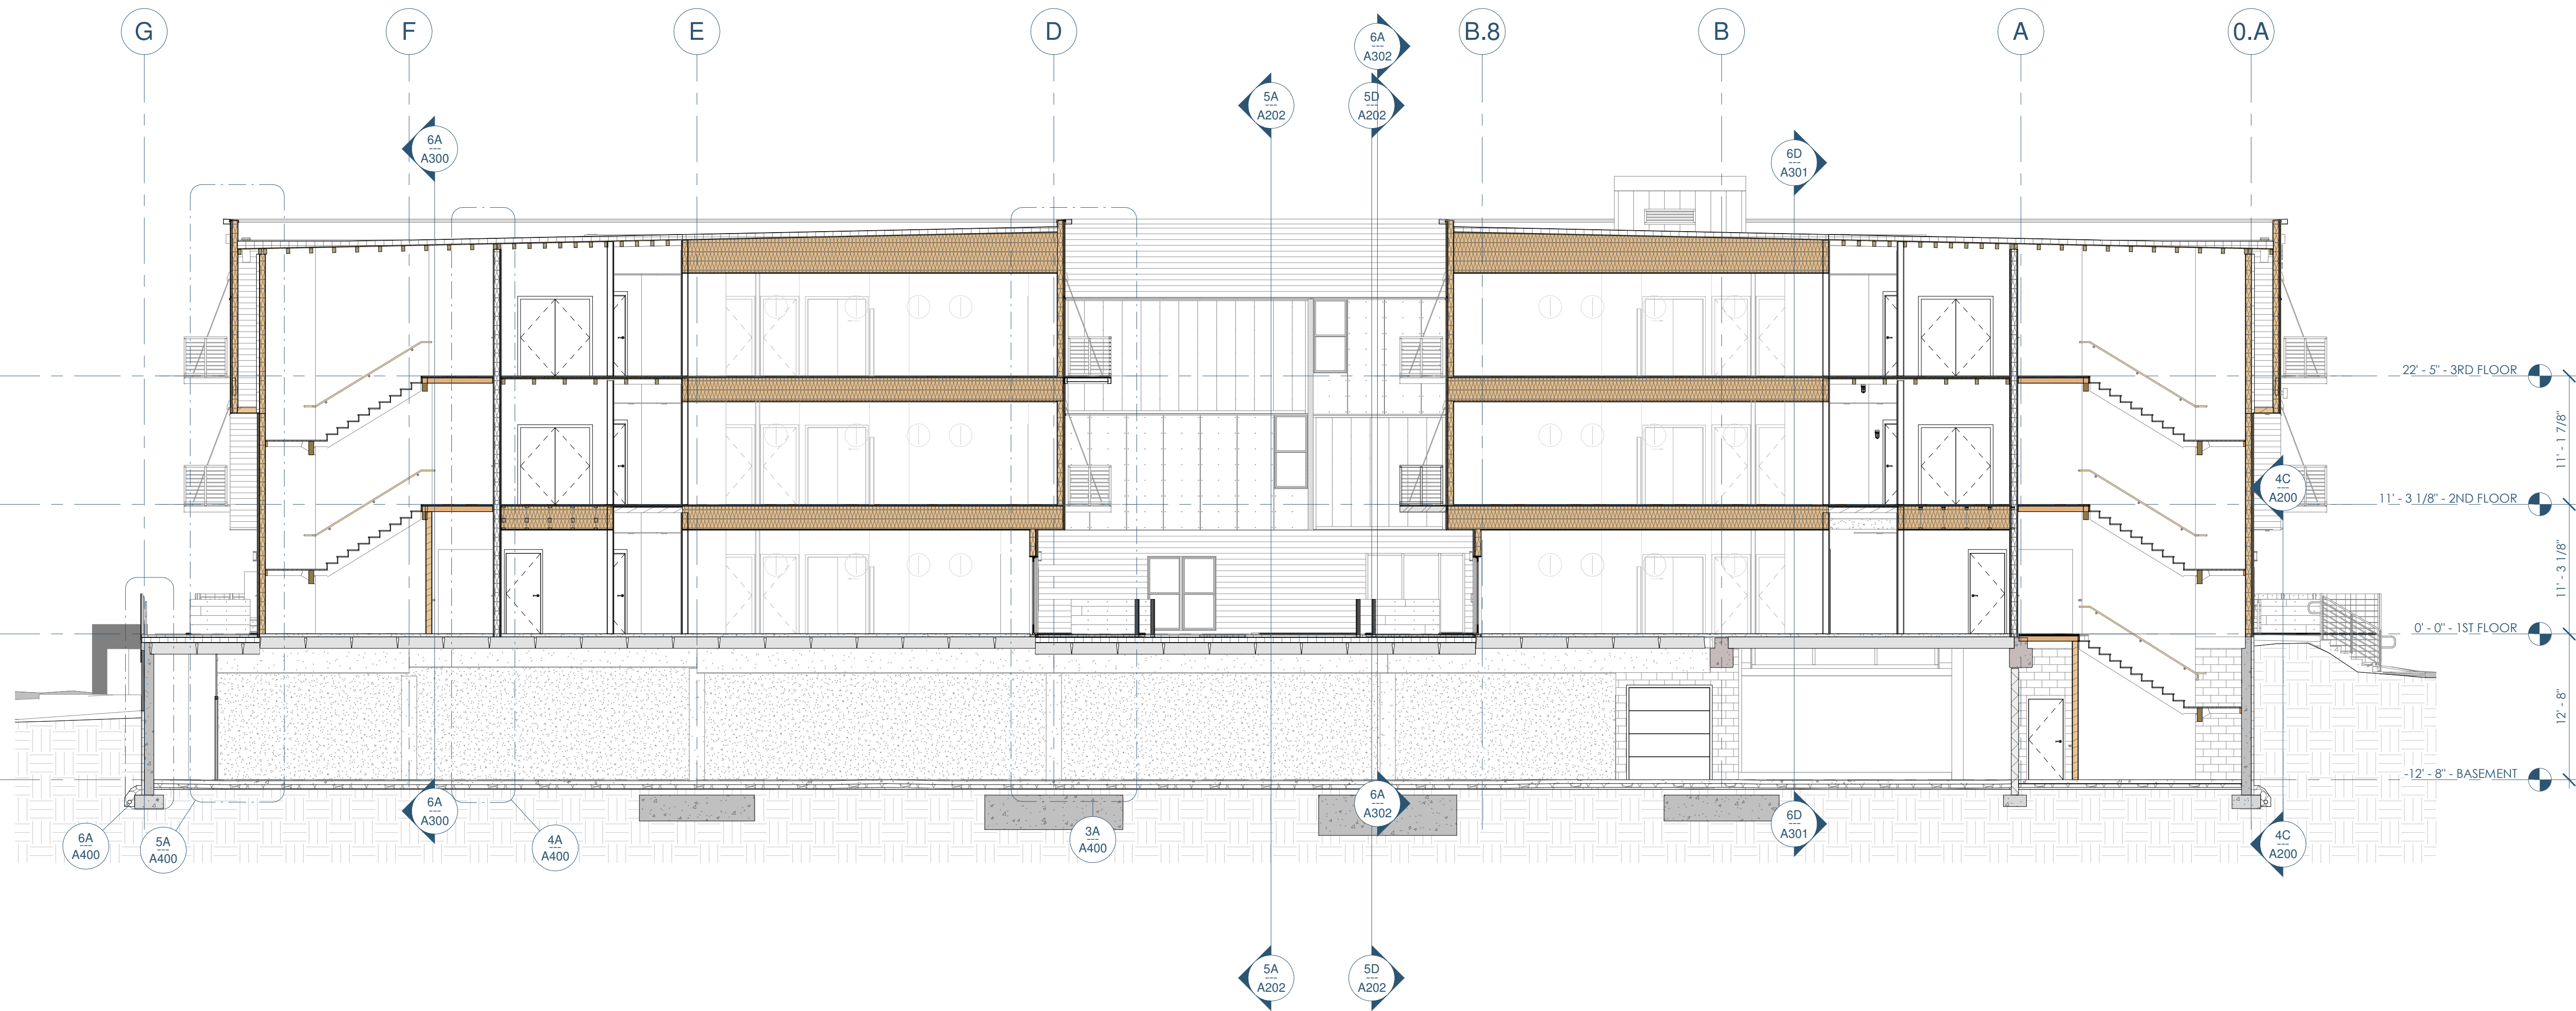 G
F
E
D
B.8
B
A
0.A
6A
---
A302
5A
---
A202
5D
---
A202
6A
---
A300
6D
---
A301
22' - 5" - 3RD FLOOR
11' - 1 7/8"
4C
---
A200
11' - 3 1/8" - 2ND FLOOR
11' - 3 1/8"
0' - 0" - 1ST FLOOR
12' - 8"
-12' - 8" - BASEMENT
6A
---
A400
5A
---
A400
6A
---
A300
4A
---
A400
3A
---
A400
6A
---
A302
6D
---
A301
4C
---
A200
5A
---
A202
5D
---
A202